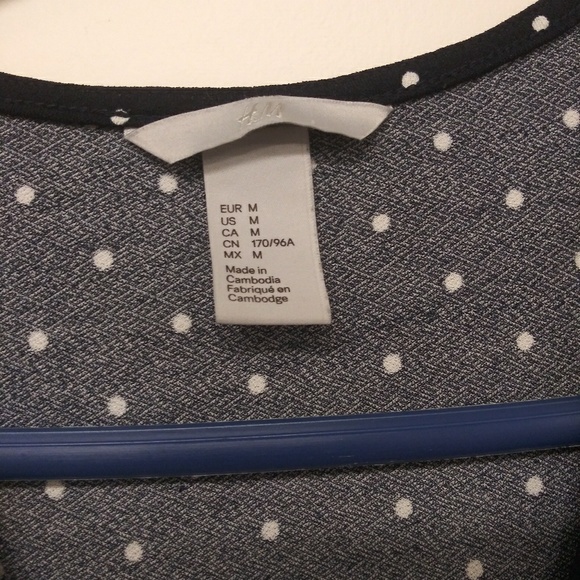 H&M
EUR M
US M
CA M
CN 170/96A
MX M
Made in
Cambodia
Fabriqué en
Cambodge